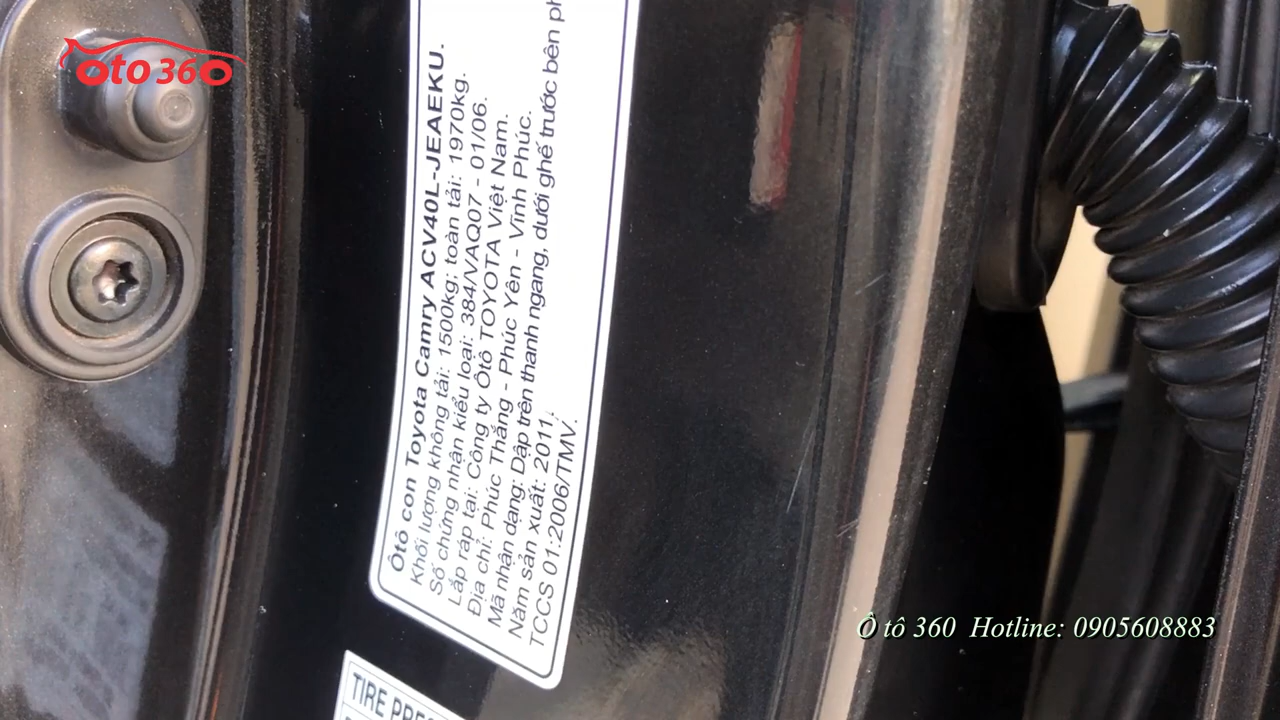 oto 360
Ôtô con Toyota Camry ACV40L-JEAEKU.
Khối lượng không tải: 1500kg; toàn tải: 1970kg.
Số chứng nhận kiểu loại: 384/VAQ07 - 01/06.
Lắp ráp tại: Công ty Ôtô TOYOTA Việt Nam.
Địa chỉ: Phúc Thắng - Phúc Yên - Vĩnh Phúc.
Mã nhận dạng: Dập trên thanh ngang, dưới ghế trước bên
Năm sản xuất: 2011.
TCCS 01:2006/TMV.
TIRE
Ô tô 360 Hotline: 0905608883